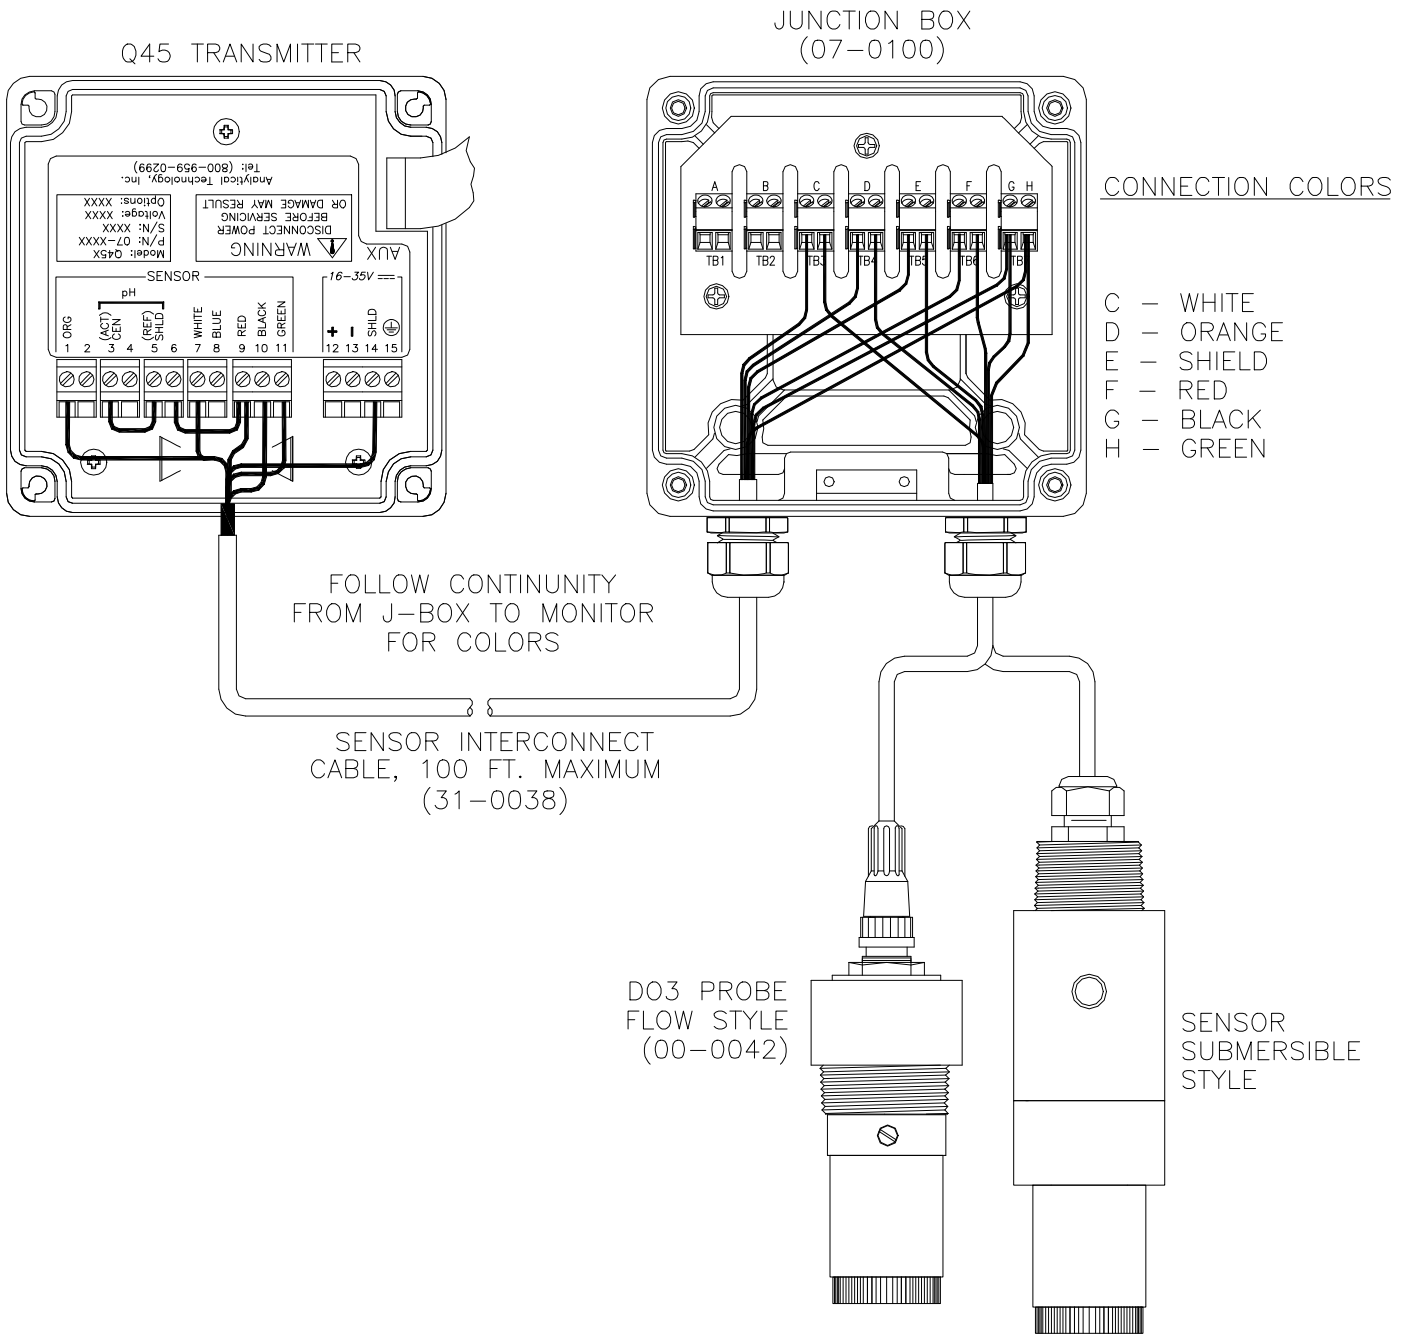 Q45 TRANSMITTER
Tel: (800-959-0299)
Analytical Technology, Inc.
Options: XXXX
Voltage: XXXX
S/N: XXXX
P/N: 07-XXXX
Model: Q45X
OR DAMAGE MAY RESULT
BEFORE SERVICING
DISCONNECT POWER
WARNING
AUX
SENSOR
16-35V
pH
ORG
(ACT)
CEN
(REF)
SHLD
WHITE
BLUE
RED
BLACK
GREEN
+
-
SHLD
1 2 3 4 5 6 7 8 9 10 11 12 13 14 15
JUNCTION BOX
(07-0100)
A B C D E F G H
TB1 TB2 TB3 TB4 TB5 TB6 TB
CONNECTION COLORS
C - WHITE
D - ORANGE
E - SHIELD
F - RED
G - BLACK
H - GREEN
FOLLOW CONTINUNITY
FROM J-BOX TO MONITOR
FOR COLORS
SENSOR INTERCONNECT
CABLE, 100 FT. MAXIMUM
(31-0038)
DO3 PROBE
FLOW STYLE
(00-0042)
SENSOR
SUBMERSIBLE
STYLE